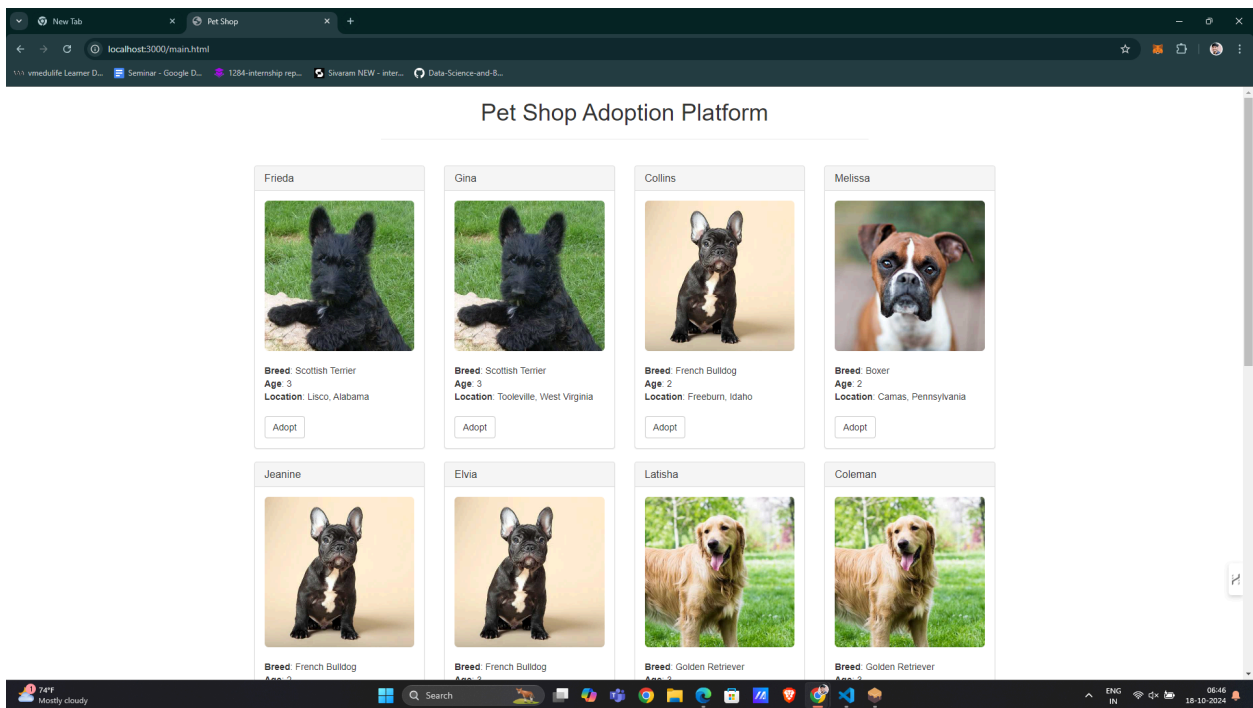 New Tab
Pet Shop
localhost:3000/main.html
vmedulife Learner D...
Seminar - Google D...
1284-internship rep...
Sivaram NEW - inter...
Data-Science-and-B...
Pet Shop Adoption Platform
Frieda
Gina
Collins
Melissa
Breed: Scottish Terrier
Age: 3
Location: Lisco, Alabama
Adopt
Breed: Scottish Terrier
Age: 3
Location: Tooleville, West Virginia
Adopt
Breed: French Bulldog
Age: 2
Location: Freeburn, Idaho
Adopt
Breed: Boxer
Age: 2
Location: Camas, Pennsylvania
Adopt
Jeanine
Elvia
Latisha
Coleman
Breed: French Bulldog
Breed: French Bulldog
Breed: Golden Retriever
Breed: Golden Retriever
1
74°F
Mostly cloudy
Search
ENG
IN
06:46
18-10-2024